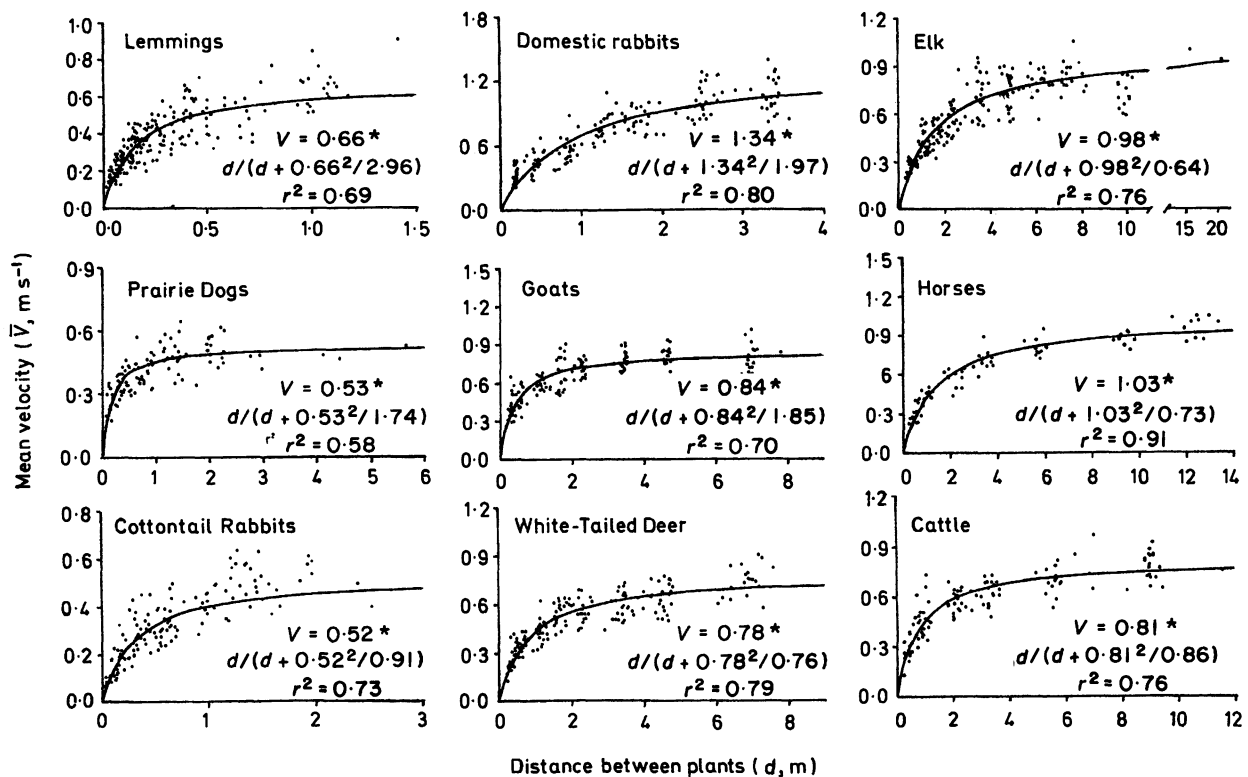 Mean velocity (V̄, m s⁻¹)
Lemmings
1·0
0·8
0·6
0·4
0·2
0·0
V = 0·66*
d/(d + 0·66²/2·96)
r² = 0·69
0·0 0·5 1·0 1·5
Domestic rabbits
1·8
1·2
0·6
0
V = 1·34*
d/(d + 1·34²/1·97)
r² = 0·80
0 1 2 3 4
Elk
1·2
0·9
0·6
0·3
0·0
V = 0·98*
d/(d + 0·98²/0·64)
r² = 0·76
0 2 4 6 8 10 15 20
Prairie Dogs
0·9
0·6
0·3
0·0
V = 0·53*
d/(d + 0·53²/1·74)
r² r² = 0·58
0 1 2 3 4 5 6
Goats
1·5
1·2
0·9
0·6
0·3
0·0
V = 0·84*
d/(d + 0·84²/1·85)
r² = 0·70
0 2 4 6 8
Horses
1·5
1·2
0·9
6
0·3
0·0
V = 1·03*
d/(d + 1·03²/0·73)
r² = 0·91
0 2 4 6 8 10 12 14
Cottontail Rabbits
0·8
0·6
0·4
0·2
0·0
V = 0·52*
d/(d + 0·52²/0·91)
r² = 0·73
0 1 2 3
White-Tailed Deer
1·2
0·9
0·6
0·3
0·0
V = 0·78*
d/(d + 0·78²/0·76)
r² = 0·79
0 2 4 6 8
Cattle
1·2
0·9
0·6
0·3
0·0
V = 0·81*
d/(d + 0·81²/0·86)
r² = 0·76
0 2 4 6 8 10 12
Distance between plants (d, m)